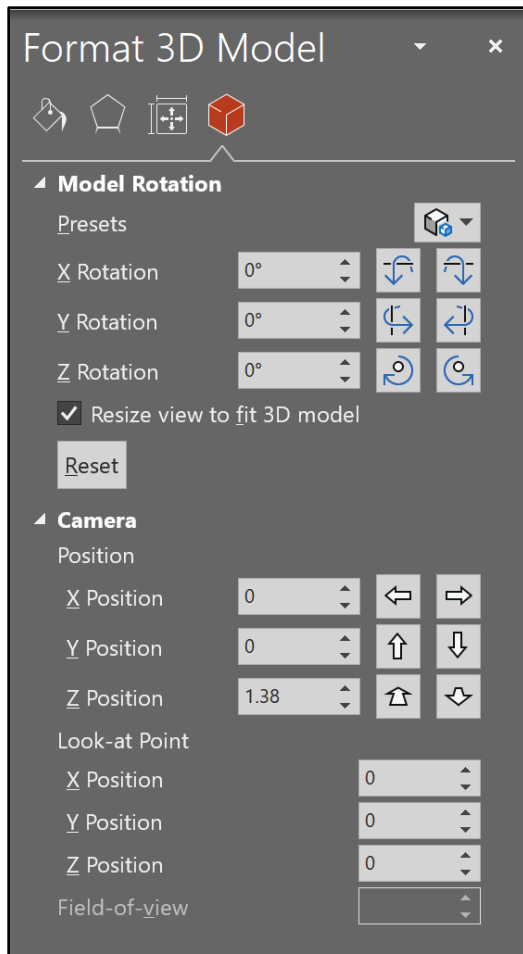 Format 3D Model
Model Rotation
Presets
X Rotation 0°
Y Rotation 0°
Z Rotation 0°
Resize view to fit 3D model
Reset
Camera
Position
X Position 0
Y Position 0
Z Position 1.38
Look-at Point
X Position 0
Y Position 0
Z Position 0
Field-of-view